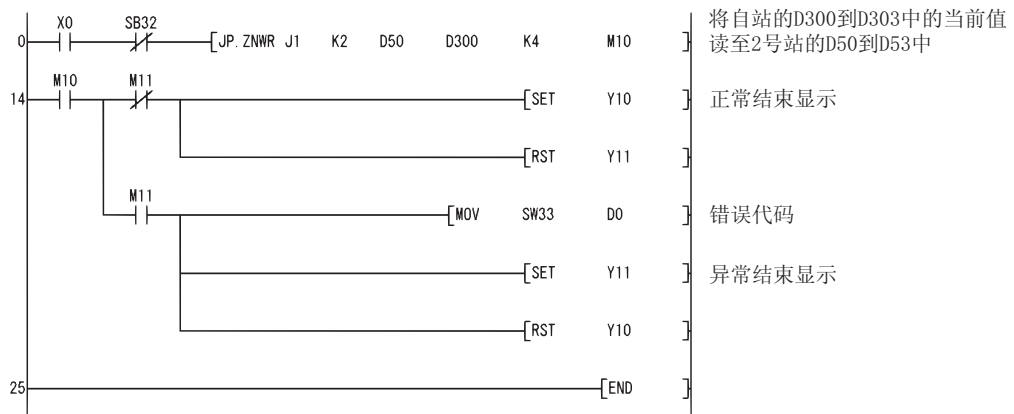 X0 SB32
0 [JP.ZNWR J1 K2 D50 D300 K4 M10 ] 将自站的D300到D303中的当前值
读至2号站的D50到D53中
M10 M11
14 [SET Y10 ] 正常结束显示
[RST Y11 ]
M11
[MOV SW33 D0 ] 错误代码
[SET Y11 ] 异常结束显示
[RST Y10 ]
25 [END ]